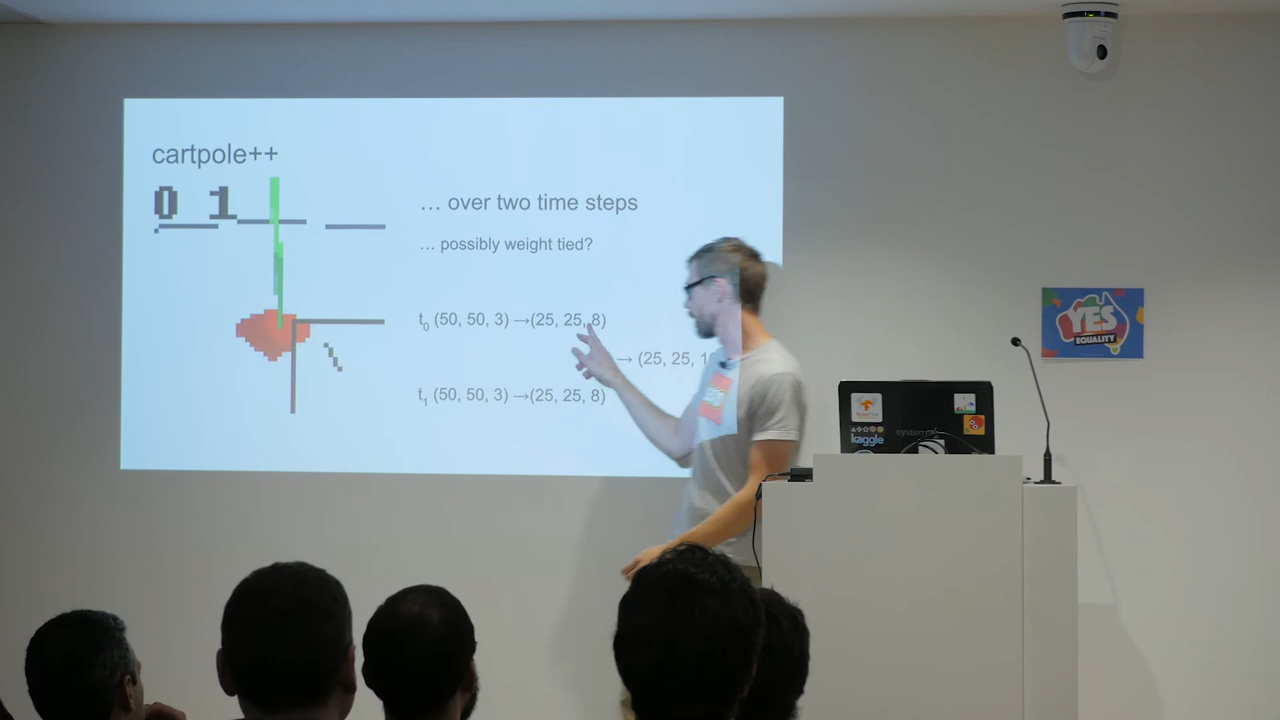 cartpole++
0 1
… over two time steps
… possibly weight tied?
t0 (50, 50, 3) →(25, 25, 8)
→ (25, 25,
t1 (50, 50, 3) →(25, 25, 8)
YES
EQUALITY
kaggle